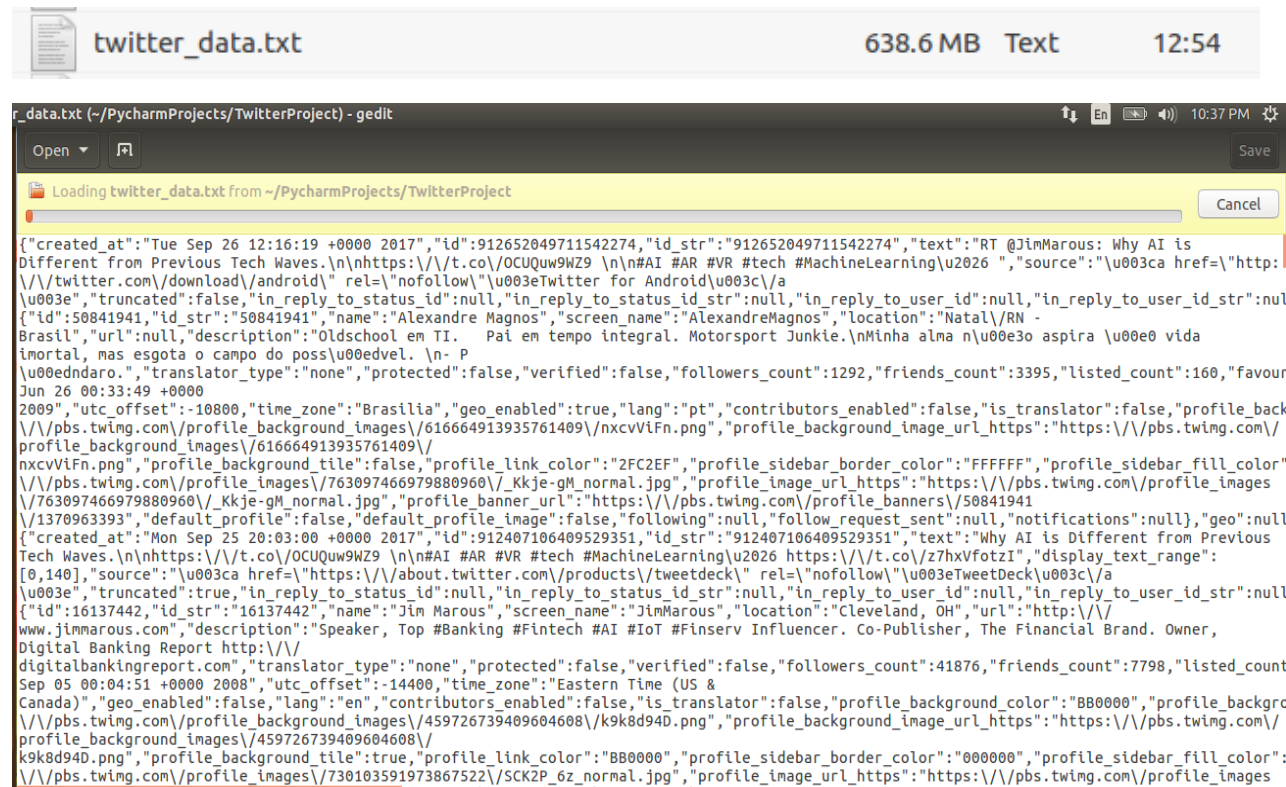 twitter_data.txt 638.6 MB Text 12:54
r_data.txt (~/PycharmProjects/TwitterProject) - gedit En 10:37 PM
Open Save
Loading twitter_data.txt from ~/PycharmProjects/TwitterProject
Cancel
{"created_at":"Tue Sep 26 12:16:19 +0000 2017","id":912652049711542274,"id_str":"912652049711542274","text":"RT @JimMarous: Why AI is
Different from Previous Tech Waves.\n\nhttps:\/\/t.co\/OCUQuw9WZ9 \n\n#AI #AR #VR #tech #MachineLearning\u2026 ","source":"\u003ca href=\"http:
\/\/twitter.com\/download\/android\" rel=\"nofollow\"\u003eTwitter for Android\u003c\/a
\u003e","truncated":false,"in_reply_to_status_id":null,"in_reply_to_status_id_str":null,"in_reply_to_user_id":null,"in_reply_to_user_id_str":nul
{"id":50841941,"id_str":"50841941","name":"Alexandre Magnos","screen_name":"AlexandreMagnos","location":"Natal\/RN -
Brasil","url":null,"description":"Oldschool em TI.   Pai em tempo integral. Motorsport Junkie.\nMinha alma n\u00e3o aspira \u00e0 vida
imortal, mas esgota o campo do poss\u00edvel. \n- P
\u00edndaro.","translator_type":"none","protected":false,"verified":false,"followers_count":1292,"friends_count":3395,"listed_count":160,"favour
Jun 26 00:33:49 +0000
2009","utc_offset":-10800,"time_zone":"Brasilia","geo_enabled":true,"lang":"pt","contributors_enabled":false,"is_translator":false,"profile_back
\/\/pbs.twimg.com\/profile_background_images\/616664913935761409\/nxcvViFn.png","profile_background_image_url_https":"https:\/\/pbs.twimg.com\/
profile_background_images\/616664913935761409\/
nxcvViFn.png","profile_background_tile":false,"profile_link_color":"2FC2EF","profile_sidebar_border_color":"FFFFFF","profile_sidebar_fill_color"
\/\/pbs.twimg.com\/profile_images\/763097466979880960\/_Kkje-gM_normal.jpg","profile_image_url_https":"https:\/\/pbs.twimg.com\/profile_images
\/763097466979880960\/_Kkje-gM_normal.jpg","profile_banner_url":"https:\/\/pbs.twimg.com\/profile_banners\/50841941
\/1370963393","default_profile":false,"default_profile_image":false,"following":null,"follow_request_sent":null,"notifications":null},"geo":null
{"created_at":"Mon Sep 25 20:03:00 +0000 2017","id":912407106409529351,"id_str":"912407106409529351","text":"Why AI is Different from Previous
Tech Waves.\n\nhttps:\/\/t.co\/OCUQuw9WZ9 \n\n#AI #AR #VR #tech #MachineLearning\u2026 https:\/\/t.co\/z7hxVfotzI","display_text_range":
[0,140],"source":"\u003ca href=\"https:\/\/about.twitter.com\/products\/tweetdeck\" rel=\"nofollow\"\u003eTweetDeck\u003c\/a
\u003e","truncated":true,"in_reply_to_status_id":null,"in_reply_to_status_id_str":null,"in_reply_to_user_id":null,"in_reply_to_user_id_str":null
{"id":16137442,"id_str":"16137442","name":"Jim Marous","screen_name":"JimMarous","location":"Cleveland, OH","url":"http:\/\/
www.jimmarous.com","description":"Speaker, Top #Banking #Fintech #AI #IoT #Finserv Influencer. Co-Publisher, The Financial Brand. Owner,
Digital Banking Report http:\/\/
digitalbankingreport.com","translator_type":"none","protected":false,"verified":false,"followers_count":41876,"friends_count":7798,"listed_count
Sep 05 00:04:51 +0000 2008","utc_offset":-14400,"time_zone":"Eastern Time (US &
Canada)","geo_enabled":false,"lang":"en","contributors_enabled":false,"is_translator":false,"profile_background_color":"BB0000","profile_backgro
\/\/pbs.twimg.com\/profile_background_images\/459726739409604608\/k9k8d94D.png","profile_background_image_url_https":"https:\/\/pbs.twimg.com\/
profile_background_images\/459726739409604608\/
k9k8d94D.png","profile_background_tile":true,"profile_link_color":"BB0000","profile_sidebar_border_color":"000000","profile_sidebar_fill_color":
\/\/pbs.twimg.com\/profile_images\/730103591973867522\/SCK2P_6z_normal.jpg","profile_image_url_https":"https:\/\/pbs.twimg.com\/profile_images